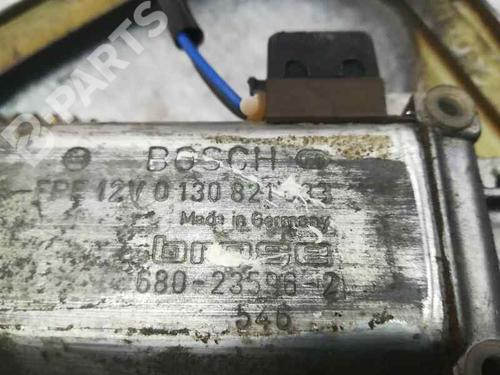 B-PARTS
BOSCH
FPE 12V 0 130 821
Made in Germany
brose
680-23596-2
546